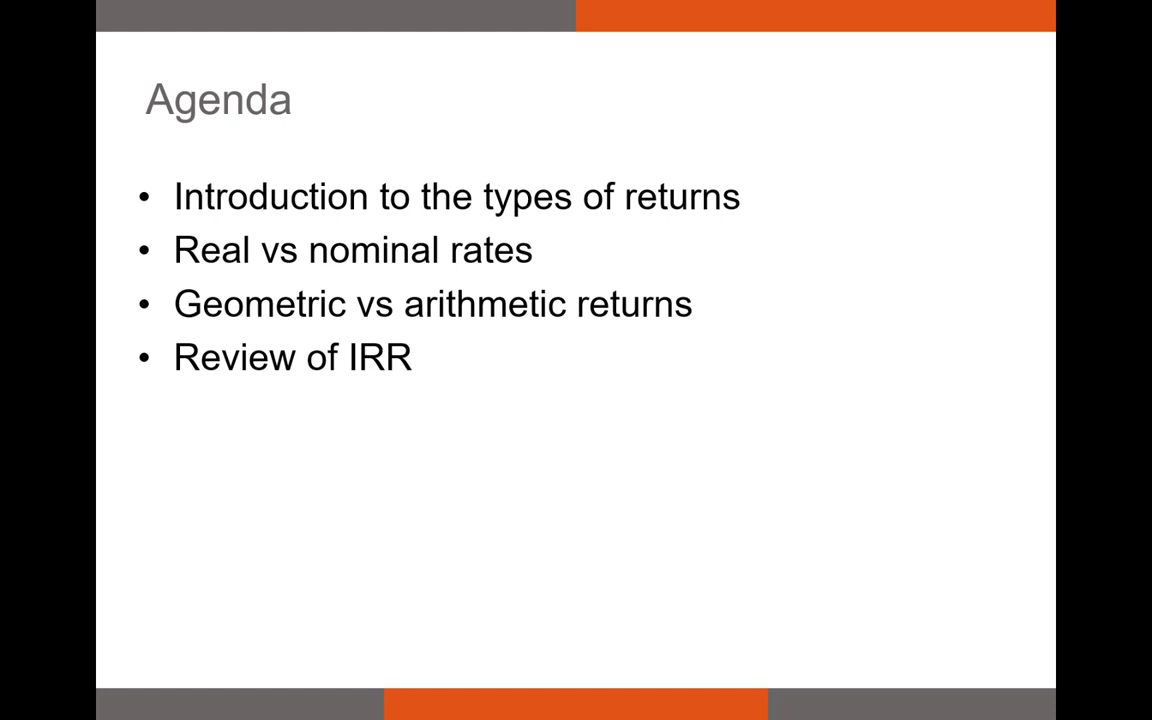 Agenda
• Introduction to the types of returns
• Real vs nominal rates
• Geometric vs arithmetic returns
• Review of IRR